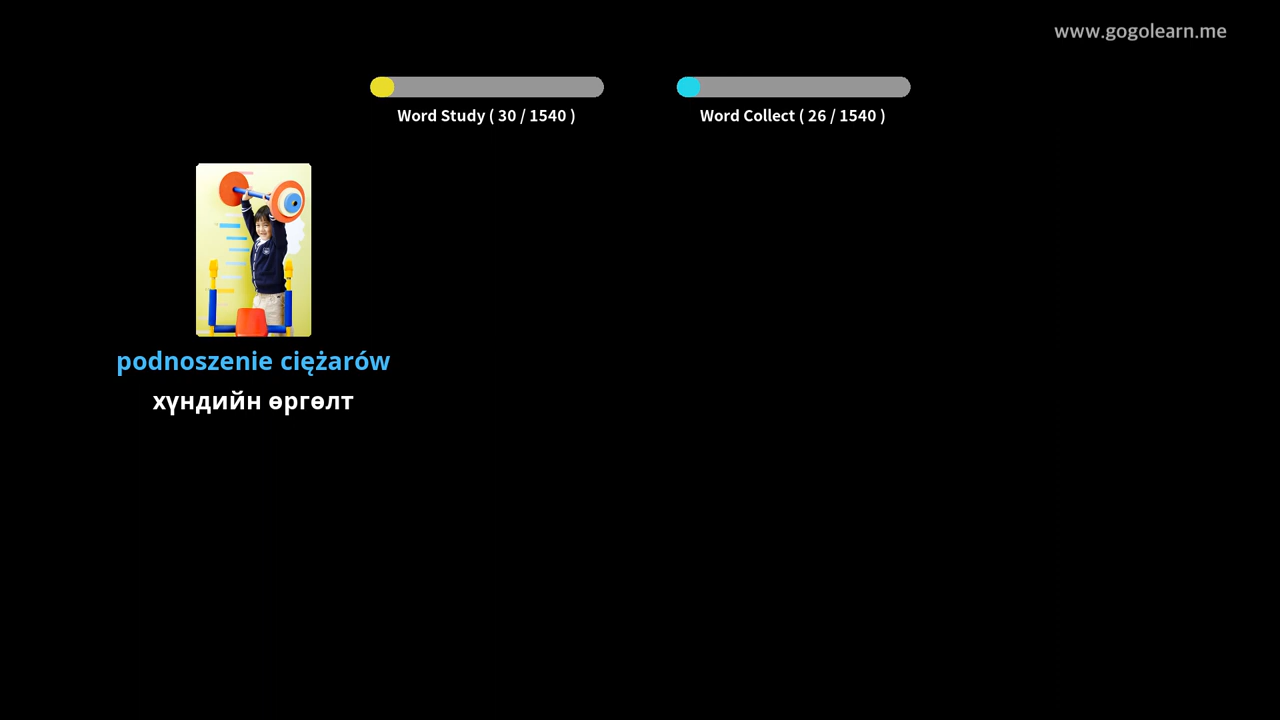 www.gogolearn.me
Word Study ( 30 / 1540 )
Word Collect ( 26 / 1540 )
podnoszenie ciężarów
хүндийн өргөлт